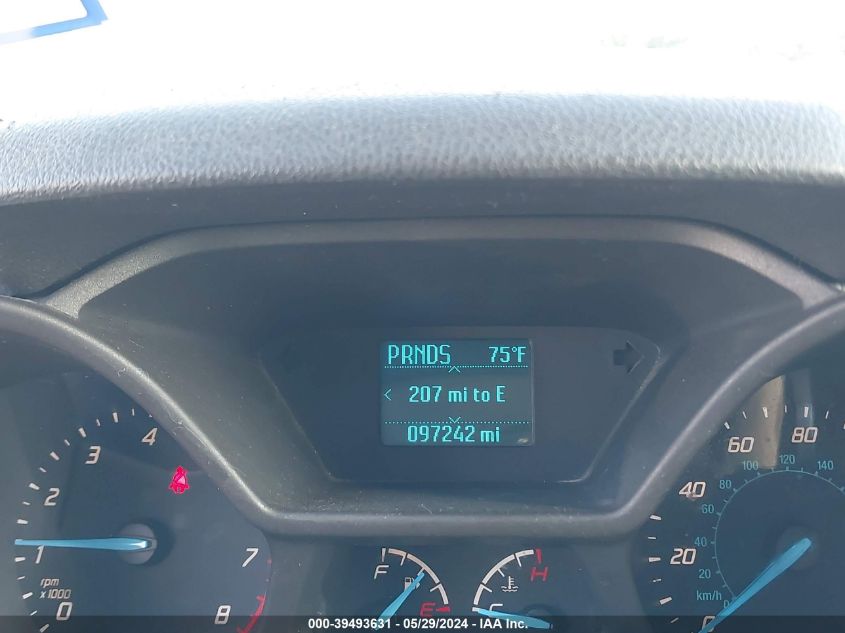 PRNDS 75°F
< 207 mi to E
097242 mi
1 2 3 4
7 8
rpm x1000
0
F E
H C
0 20 40 60 80
km/h
20 40 60 80 100 120 140
000-39493631 - 05/29/2024 - IAA Inc.